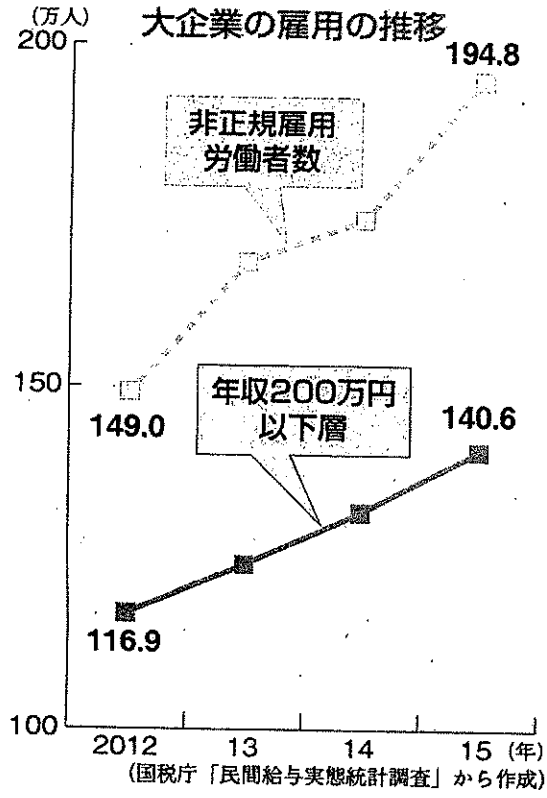 大企業の雇用の推移
(万人)
200
194.8
非正規雇用
労働者数
150
149.0
年収200万円
以下層
140.6
116.9
100
2012 13 14 15 (年)
(国税庁「民間給与実態統計調査」から作成)